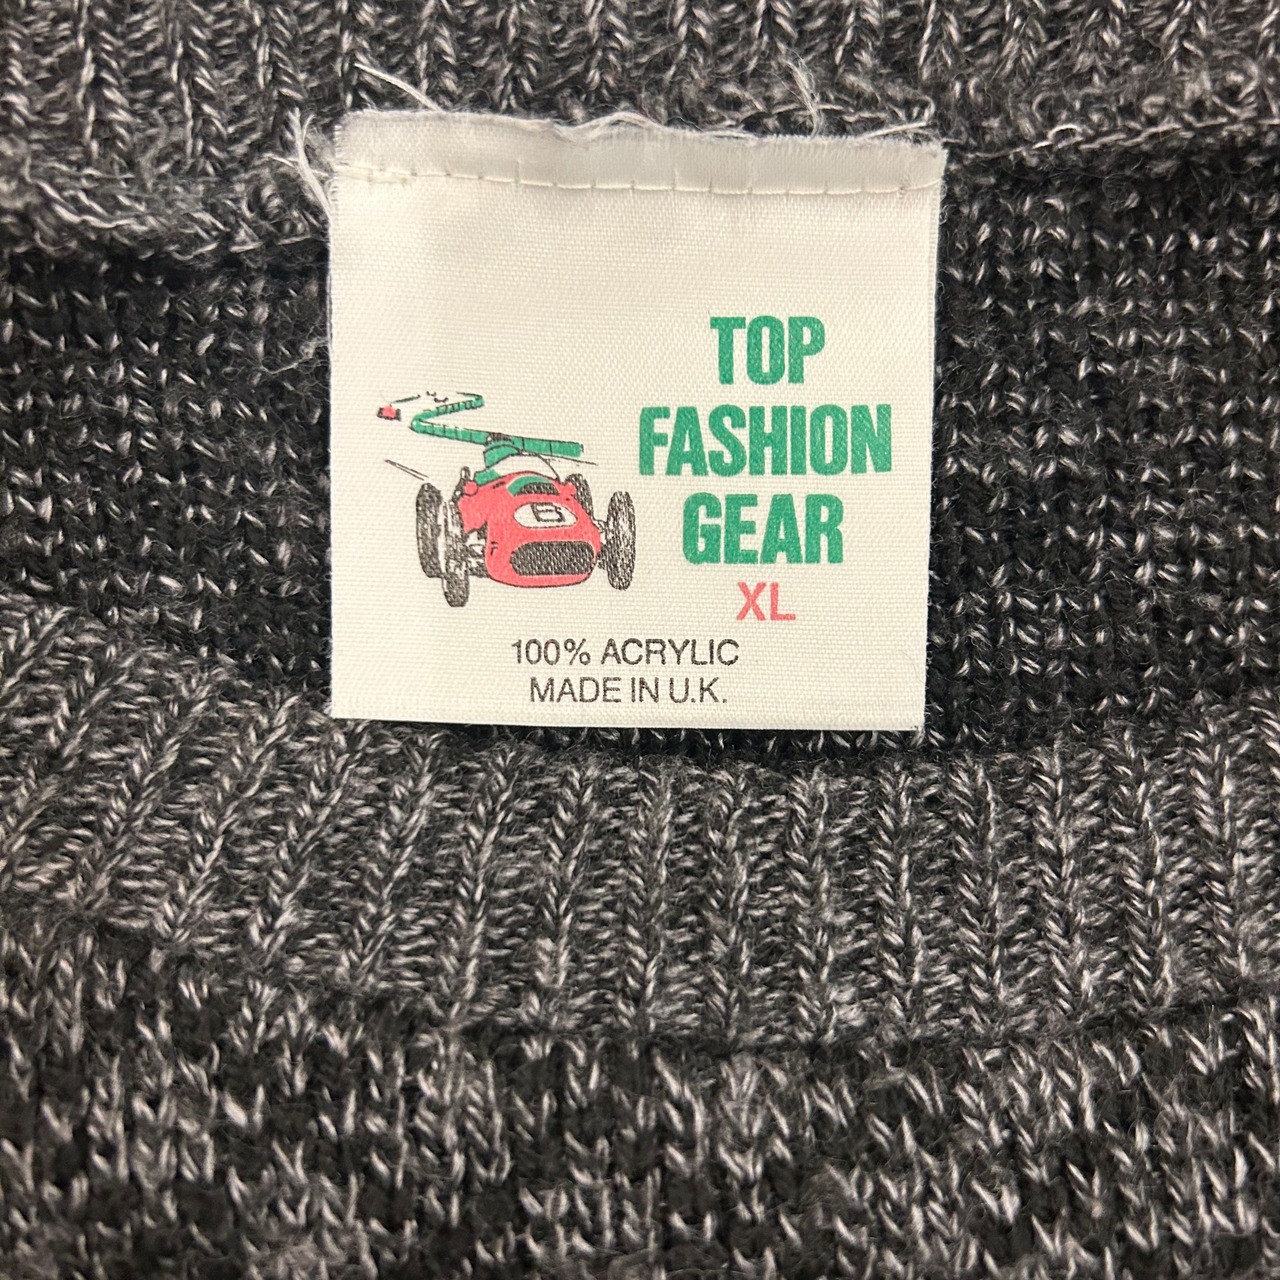 TOP
FASHION
GEAR
XL
B
100% ACRYLIC
MADE IN U.K.